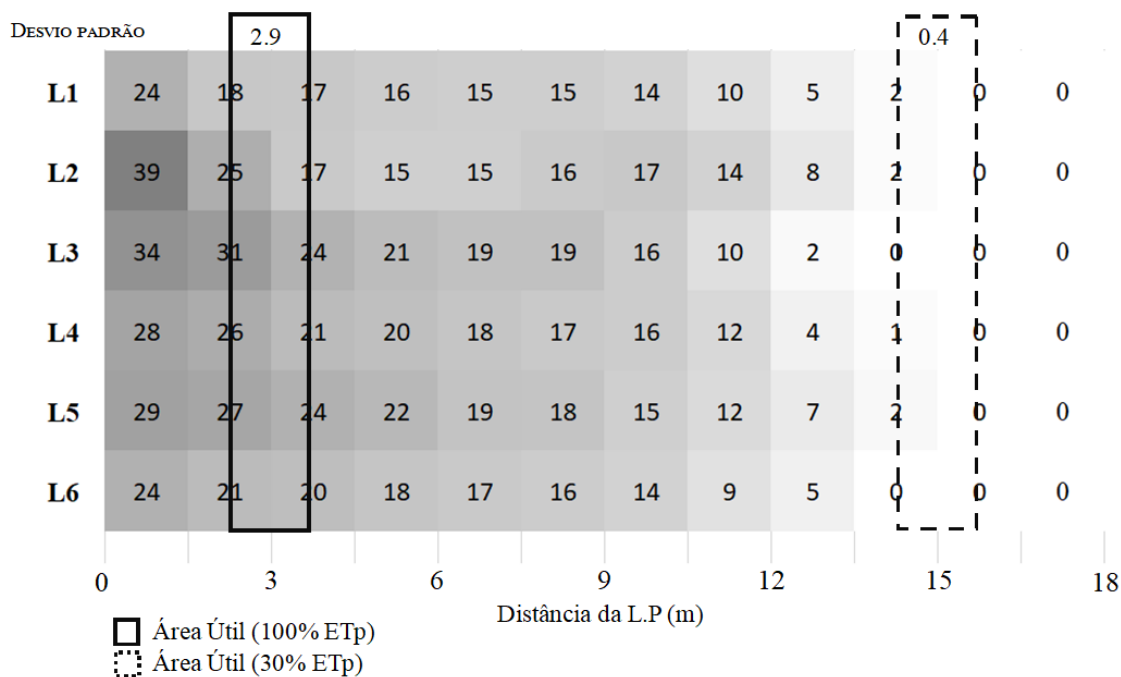 DESVIO PADRÃO 2.9 0.4
L1 24 18 17 16 15 15 14 10 5 2 0 0
L2 39 25 17 15 15 16 17 14 8 2 0 0
L3 34 31 24 21 19 19 16 10 2 0 0 0
L4 28 26 21 20 18 17 16 12 4 1 0 0
L5 29 27 24 22 19 18 15 12 7 2 0 0
L6 24 21 20 18 17 16 14 9 5 0 0 0
0 3 6 9 12 15 18
Distância da L.P (m)
Área Útil (100% ETp)
Área Útil (30% ETp)